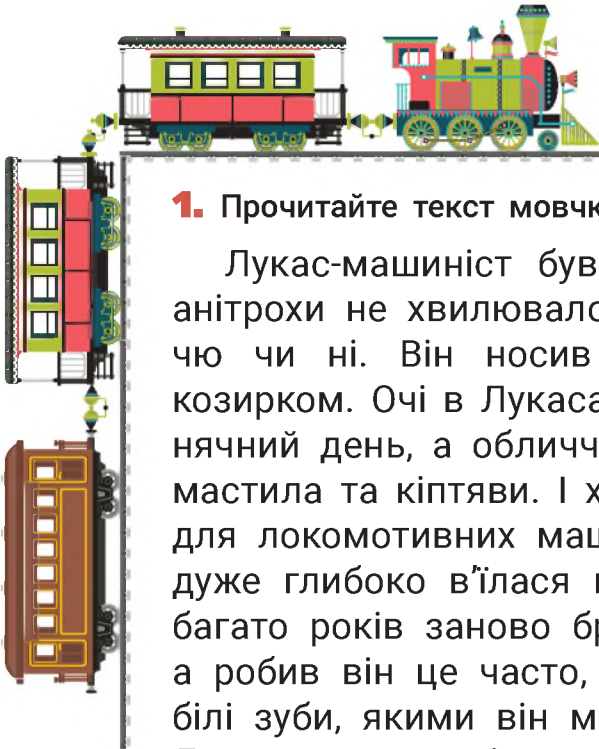 1. Прочитайте текст мовчк
Лукас-машиніст був
анітрохи не хвилювало
чю чи ні. Він носив
козирком. Очі в Лукаса
нячний день, а обличч
мастила та кіптяви. І х
для локомотивних маш
дуже глибоко в’їлася
багато років заново бр
а робив він це часто,
білі зуби, якими він м